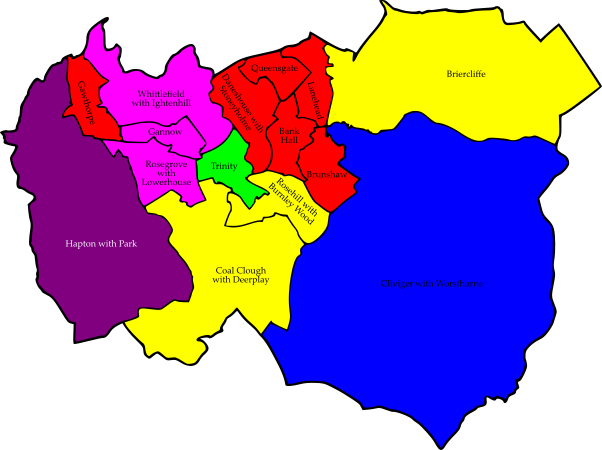 Briercliffe
Queensgate
Lanehead
Gawthorpe
Whittlefield
with Ightenhill
Daneshouse with
Stoneyholme
Gannow
Bank
Hall
Rosegrove
with
Lowerhouse
Trinity
Brunshaw
Rosehill with
Burnley Wood
Hapton with Park
Coal Clough
with Deerplay
Cliviger with Worsthorne